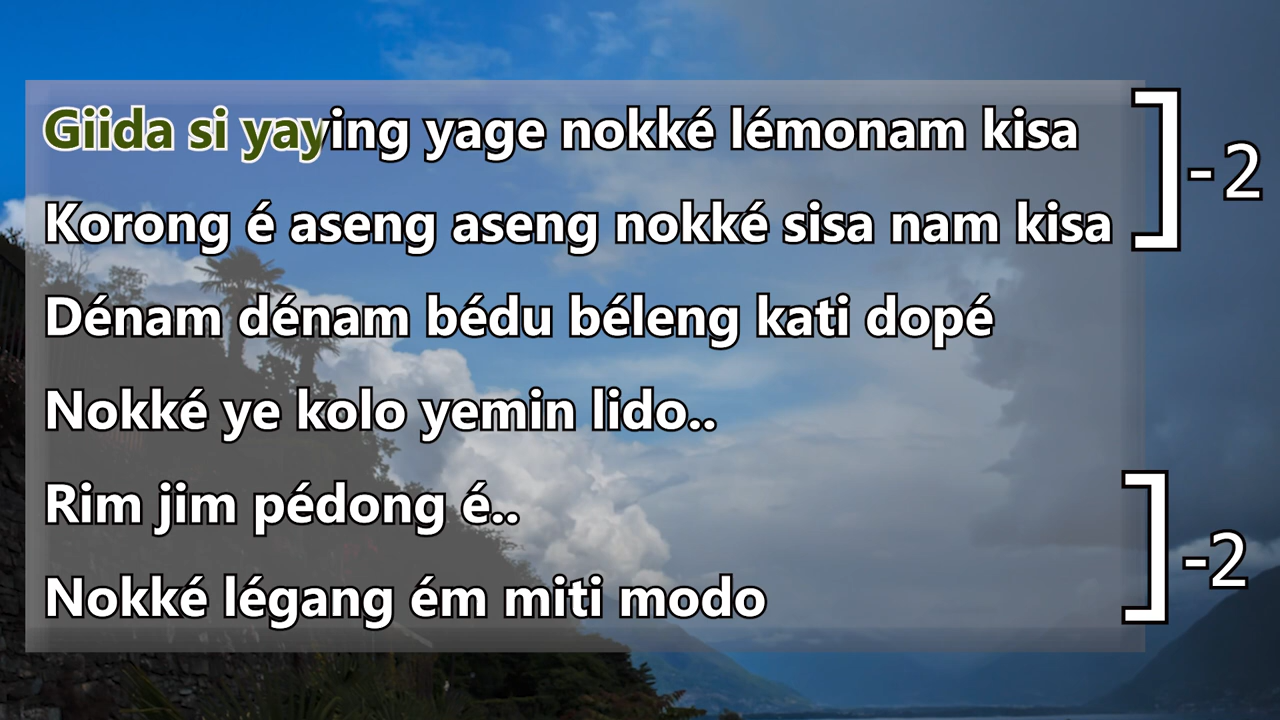 Giida si yaying yage nokké lémonam kisa
Korong é aseng aseng nokké sisa nam kisa
]-2
Dénam dénam bédu béleng kati dopé
Nokké ye kolo yemin lido..
Rim jim pédong é..
Nokké légang ém miti modo
]-2